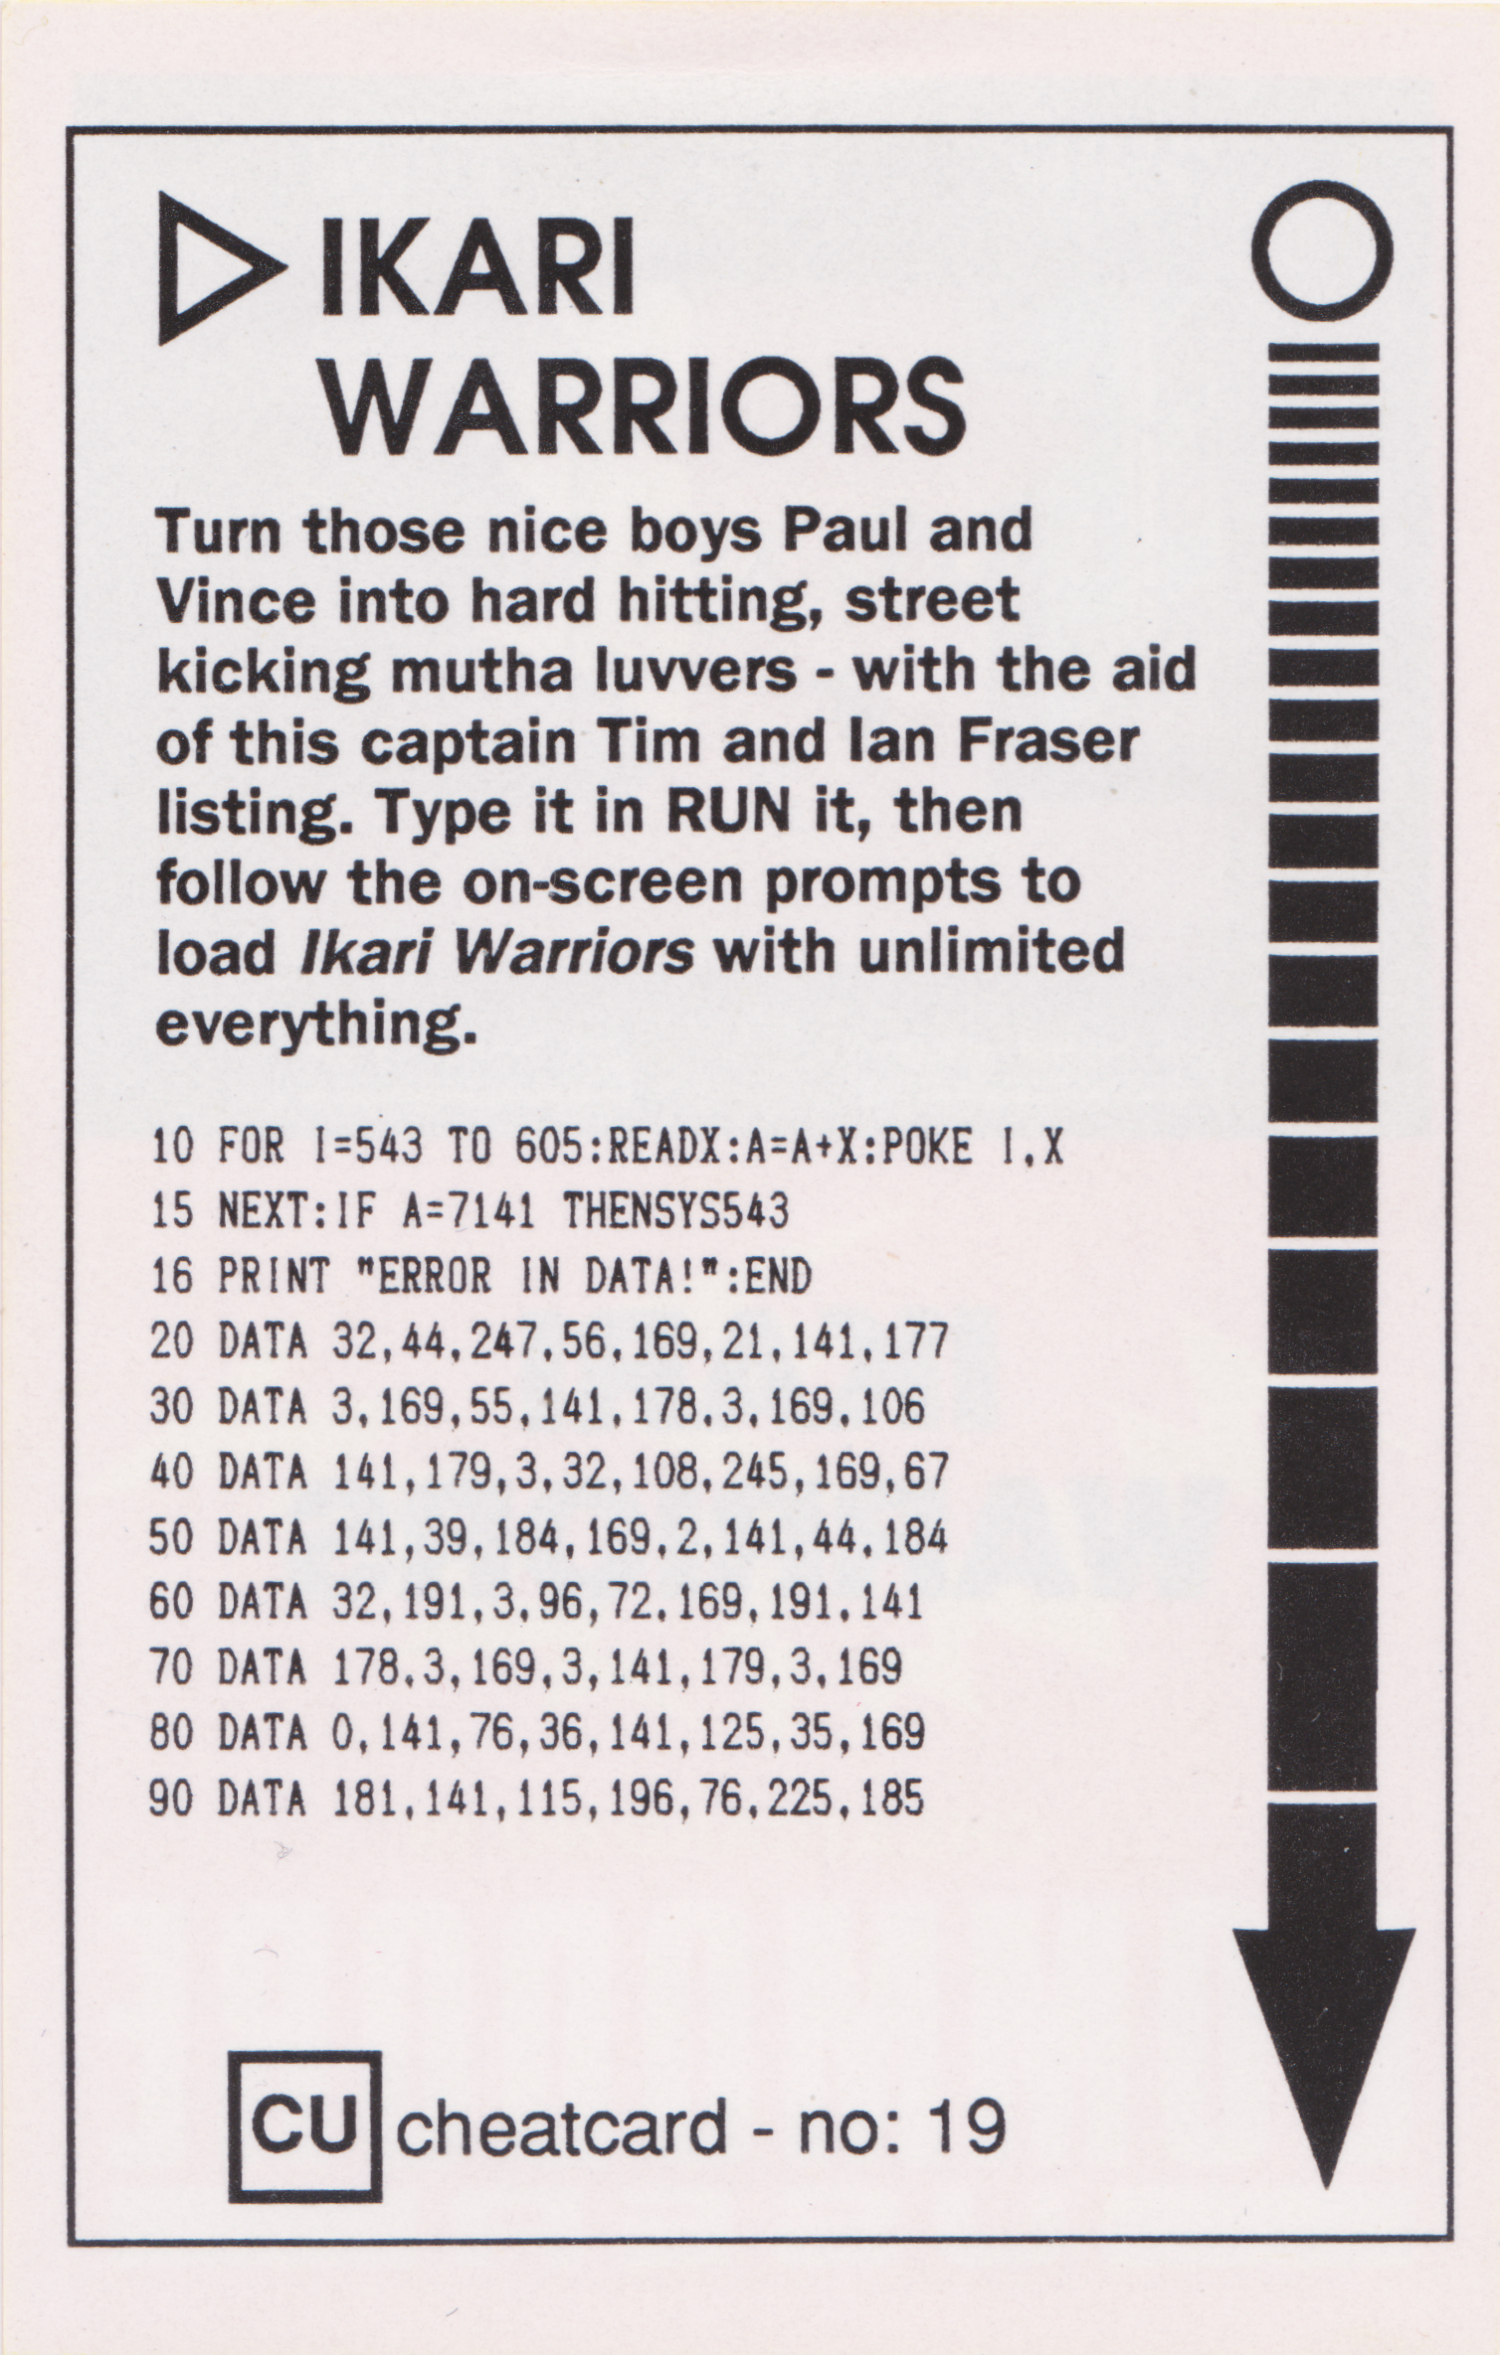 IKARI
WARRIORS
Turn those nice boys Paul and
Vince into hard hitting, street
kicking mutha luvvers - with the aid
of this captain Tim and Ian Fraser
listing. Type it in RUN it, then
follow the on-screen prompts to
load Ikari Warriors with unlimited
everything.
10 FOR I=543 TO 605:READX:A=A+X:POKE I,X
15 NEXT:IF A=7141 THENSYS543
16 PRINT "ERROR IN DATA!":END
20 DATA 32,44,247,56,169,21,141,177
30 DATA 3,169,55,141,178,3,169,106
40 DATA 141,179,3,32,108,245,169,67
50 DATA 141,39,184,169,2,141,44,184
60 DATA 32,191,3,96,72,169,191,141
70 DATA 178,3,169,3,141,179,3,169
80 DATA 0,141,76,36,141,125,35,169
90 DATA 181,141,115,196,76,225,185
CU cheatcard - no: 19